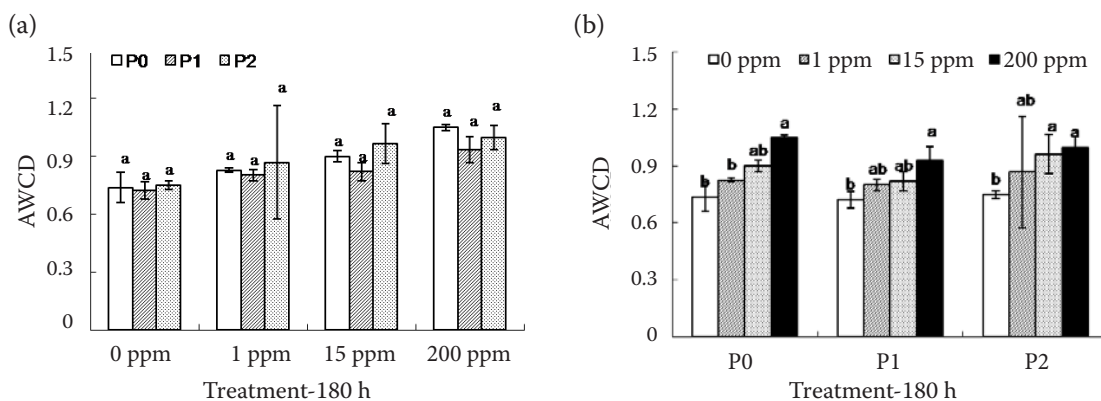 (a)
1.5
1.2
0.9
0.6
0.3
0
AWCD
P0 P1 P2
a a a
a a a
a a a
a a a
0 ppm 1 ppm 15 ppm 200 ppm
Treatment-180 h
(b)
1.5
1.2
0.9
0.6
0.3
0
AWCD
0 ppm 1 ppm 15 ppm 200 ppm
b b ab a
b ab ab a
b ab a a
P0 P1 P2
Treatment-180 h